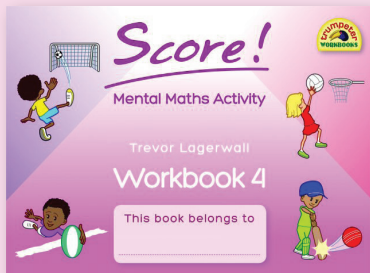 Score!
trumpeter
WORKBOOKS
Mental Maths Activity
Trevor Lagerwall
Workbook 4
This book belongs to